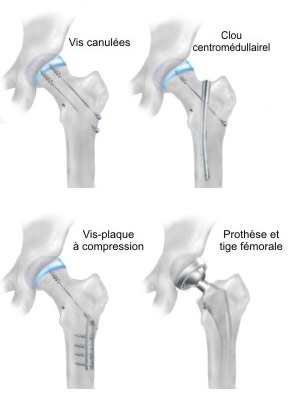 Vis canulées
Clou
centromédullairel
Vis-plaque
à compression
Prothèse et
tige fémorale